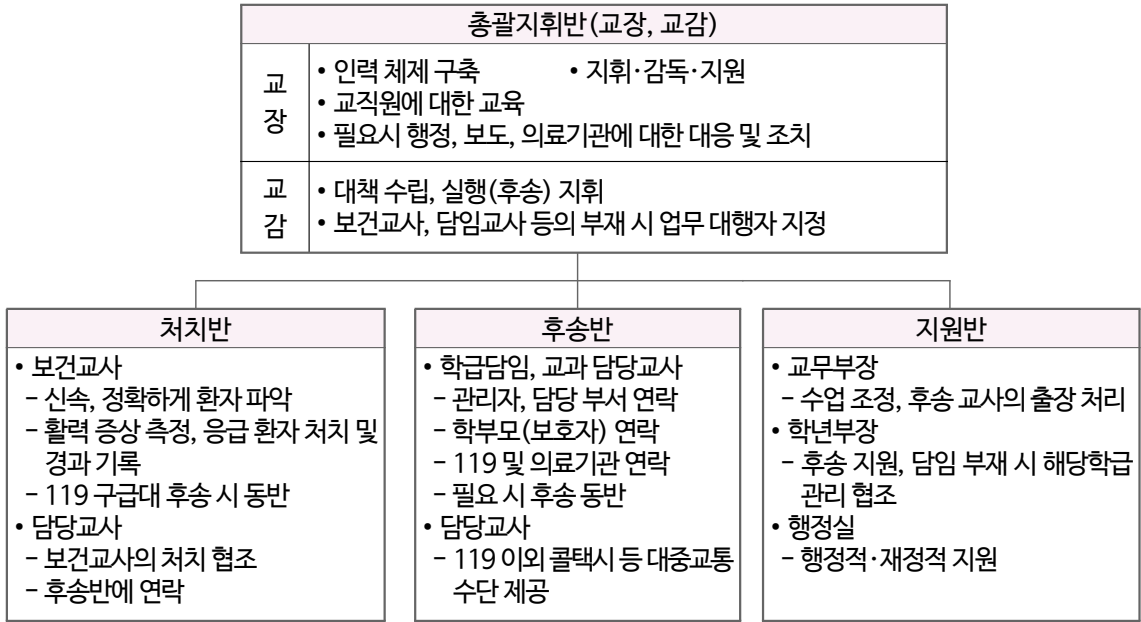 총괄지휘반(교장, 교감)
교장
• 인력 체제 구축 • 지휘·감독·지원
• 교직원에 대한 교육
• 필요시 행정, 보도, 의료기관에 대한 대응 및 조치
교감
• 대책 수립, 실행(후송) 지휘
• 보건교사, 담임교사 등의 부재 시 업무 대행자 지정
처치반
• 보건교사
– 신속, 정확하게 환자 파악
– 활력 증상 측정, 응급 환자 처치 및
경과 기록
– 119 구급대 후송 시 동반
• 담당교사
– 보건교사의 처치 협조
– 후송반에 연락
후송반
• 학급담임, 교과 담당교사
– 관리자, 담당 부서 연락
– 학부모(보호자) 연락
– 119 및 의료기관 연락
– 필요 시 후송 동반
• 담당교사
– 119 이외 콜택시 등 대중교통
수단 제공
지원반
• 교무부장
– 수업 조정, 후송 교사의 출장 처리
• 학년부장
– 후송 지원, 담임 부재 시 해당학급
관리 협조
• 행정실
– 행정적·재정적 지원